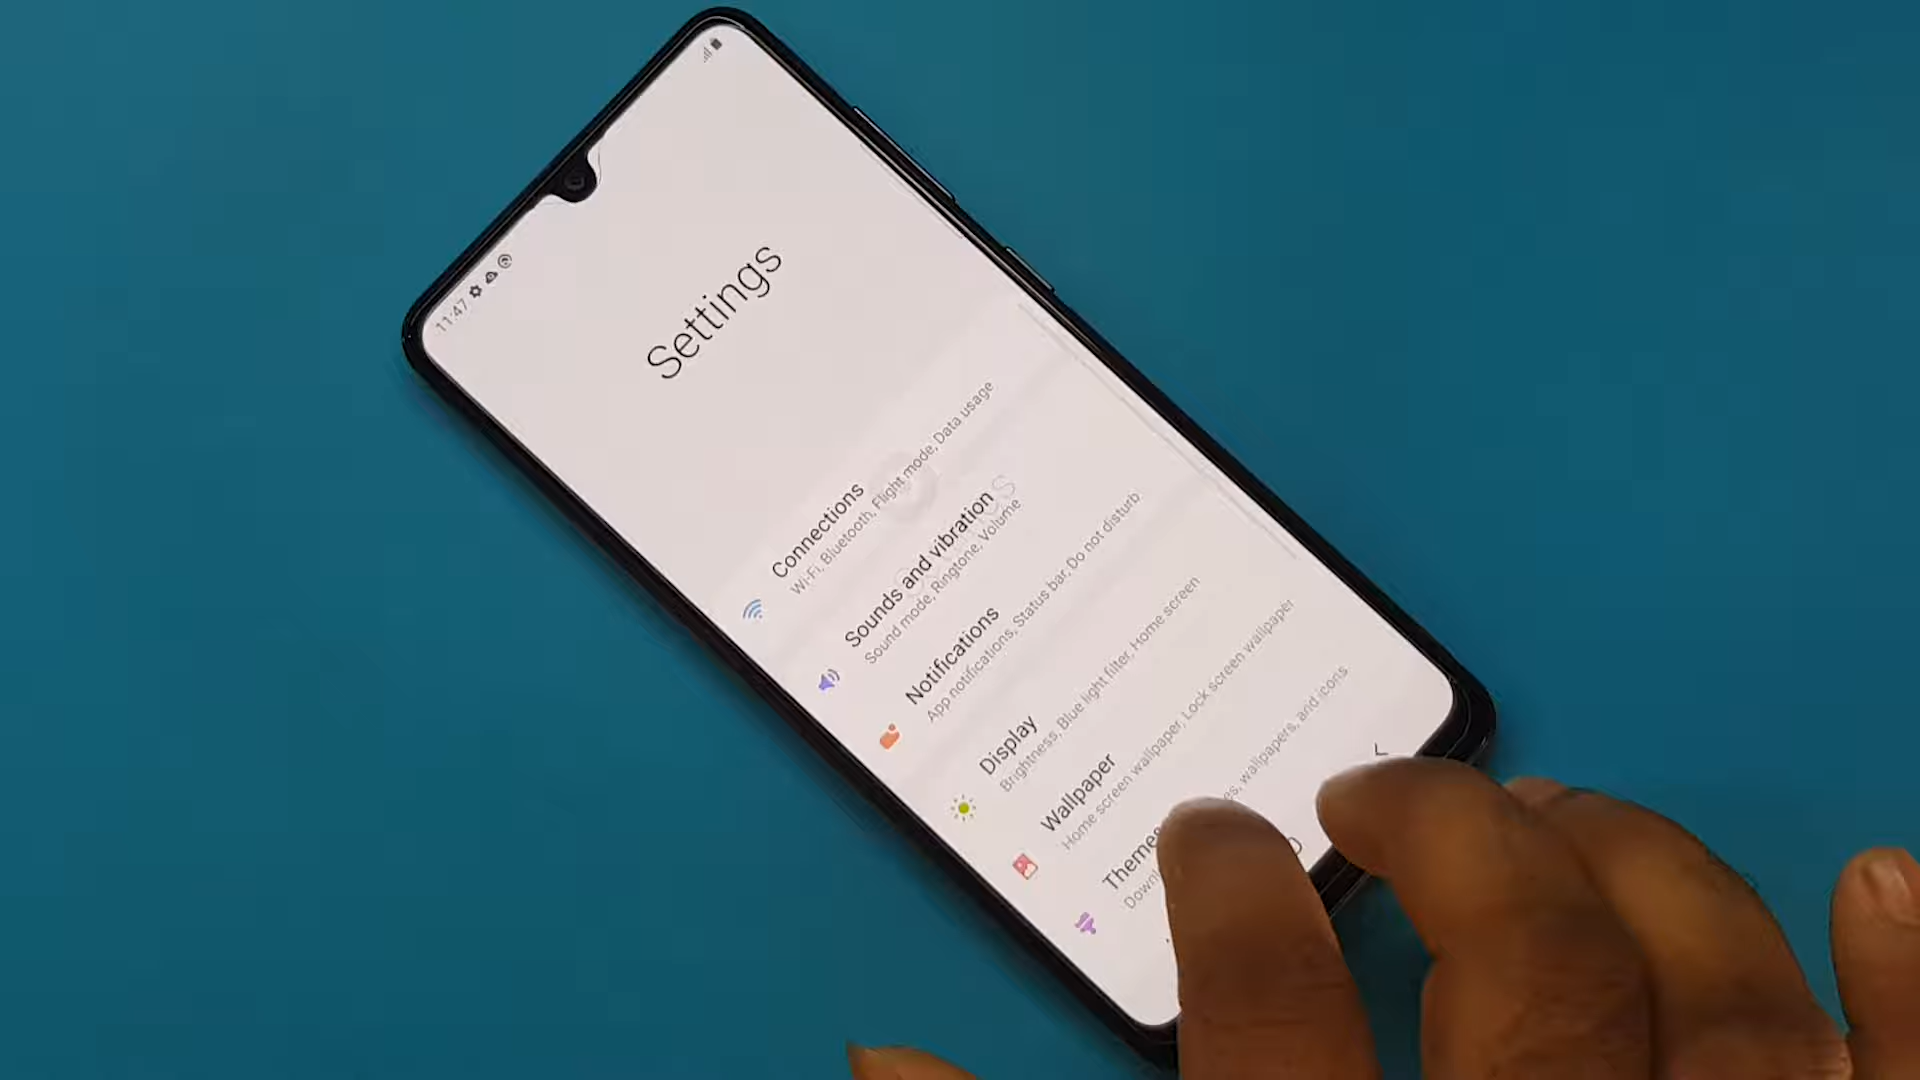 11:47
Settings
Connections
Wi-Fi, Bluetooth, Flight mode, Data usage
Sounds and vibration
Sound mode, Ringtone, Volume
Notifications
App notifications, Status bar, Do not disturb
Display
Brightness, Blue light filter, Home screen
Wallpaper
Home screen wallpaper, Lock screen wallpaper
Themes
wallpapers, and icons